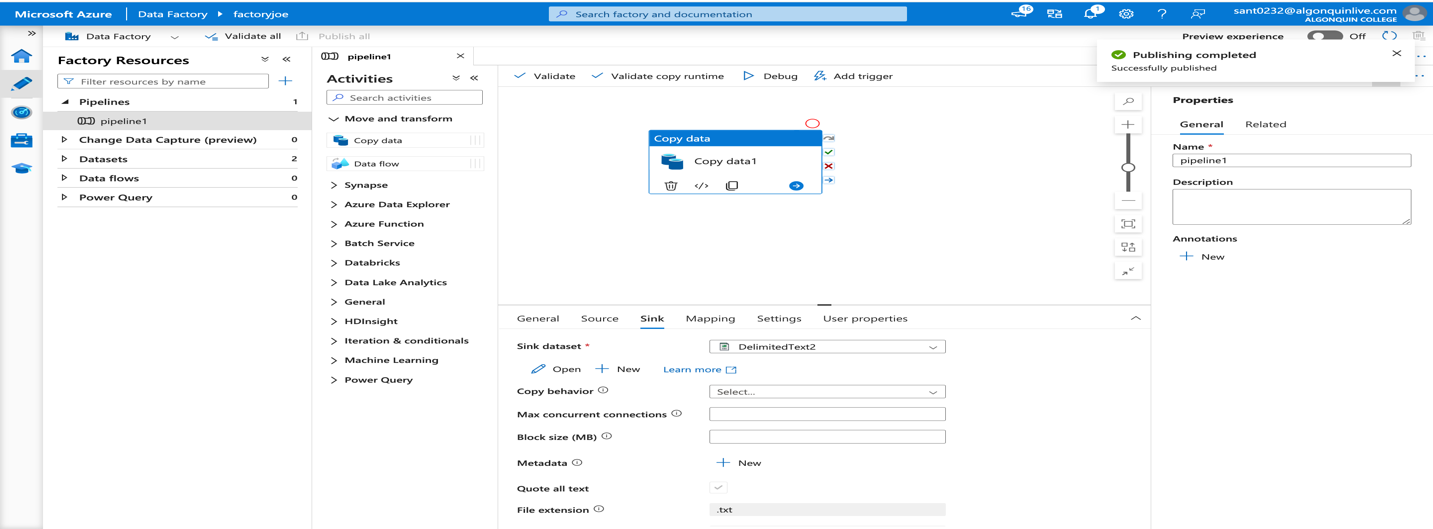 Microsoft Azure
Data Factory
factoryjoe
Search factory and documentation
16
1
sant0232@algonquinlive.com
ALGONQUIN COLLEGE
Data Factory
Validate all
Publish all
Preview experience
Off
Publishing completed
Successfully published
Factory Resources
Filter resources by name
Pipelines 1
pipeline1
Change Data Capture (preview) 0
Datasets 2
Data flows 0
Power Query 0
pipeline1
Activities
Search activities
Move and transform
Copy data
Data flow
Synapse
Azure Data Explorer
Azure Function
Batch Service
Databricks
Data Lake Analytics
General
HDInsight
Iteration & conditionals
Machine Learning
Power Query
Validate
Validate copy runtime
Debug
Add trigger
Copy data
Copy data1
General
Source
Sink
Mapping
Settings
User properties
Sink dataset *
DelimitedText2
Open
New
Learn more
Copy behavior
Select...
Max concurrent connections
Block size (MB)
Metadata
New
Quote all text
File extension
.txt
Properties
General
Related
Name *
pipeline1
Description
Annotations
New